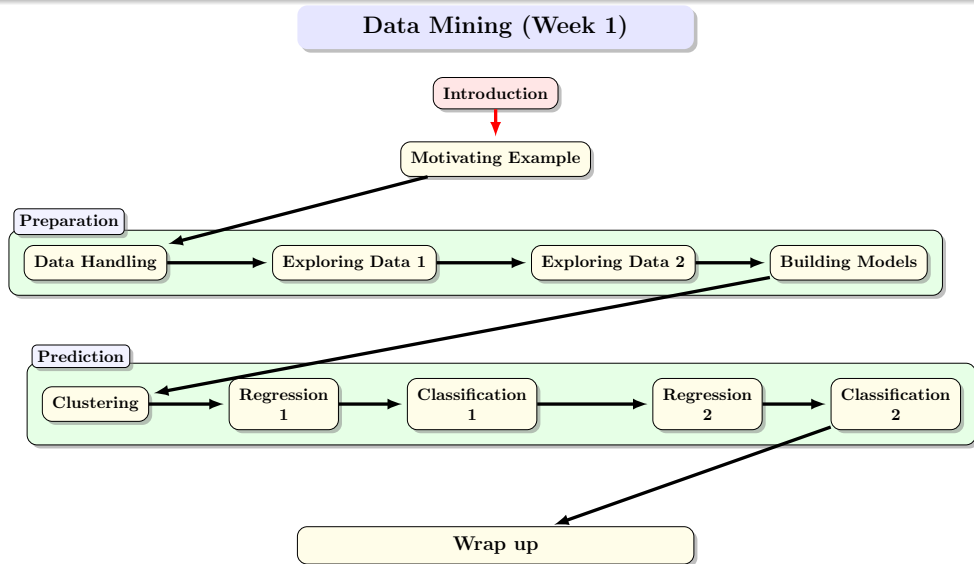 Data Mining (Week 1)
Introduction
Motivating Example
Preparation
Data Handling
Exploring Data 1
Exploring Data 2
Building Models
Prediction
Clustering
Regression
1
Classification
1
Regression
2
Classification
2
Wrap up